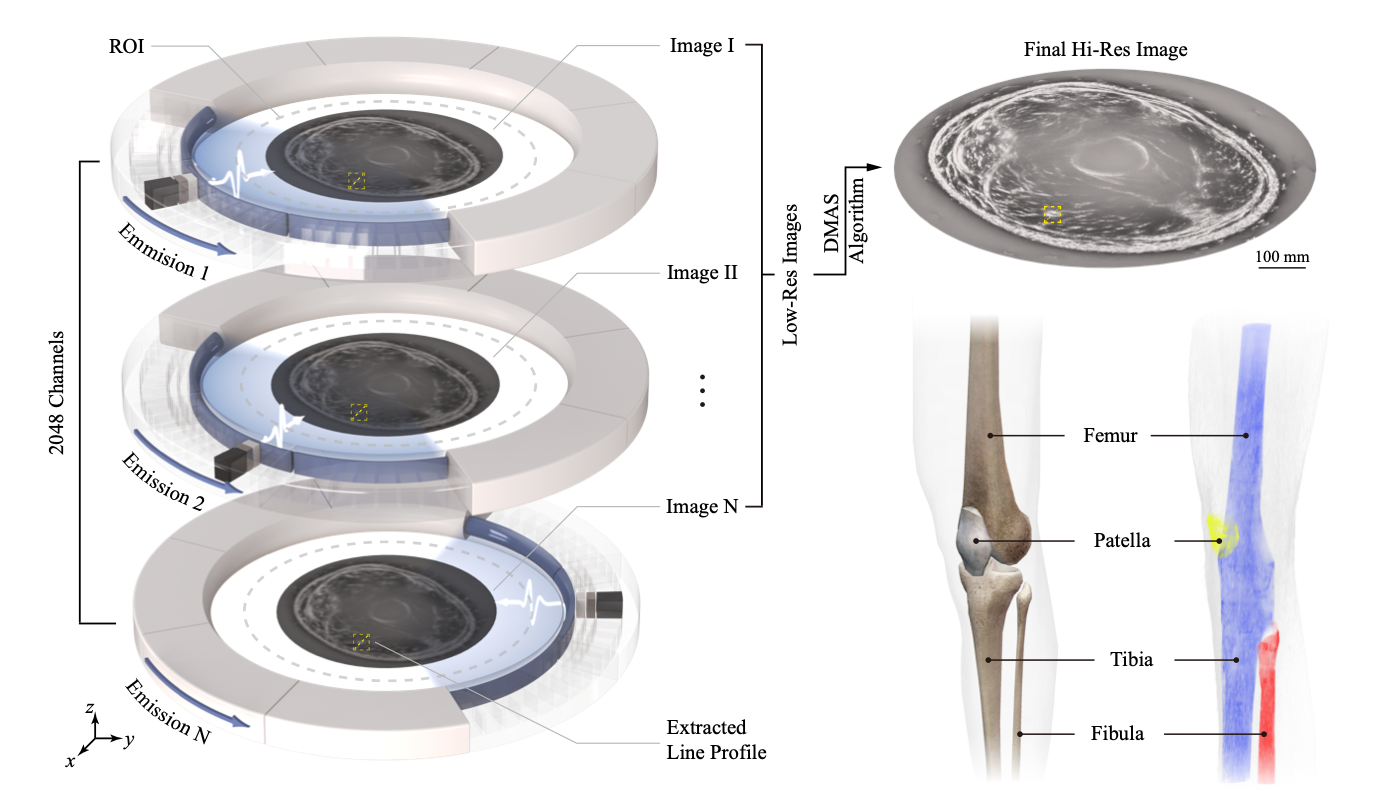 ROI
Image I
Emmision 1
Image II
2048 Channels
Emission 2
Image N
Emission N
z
y
x
Extracted
Line Profile
Low-Res Images
DMAS
Algorithm
Final Hi-Res Image
100 mm
Femur
Patella
Tibia
Fibula